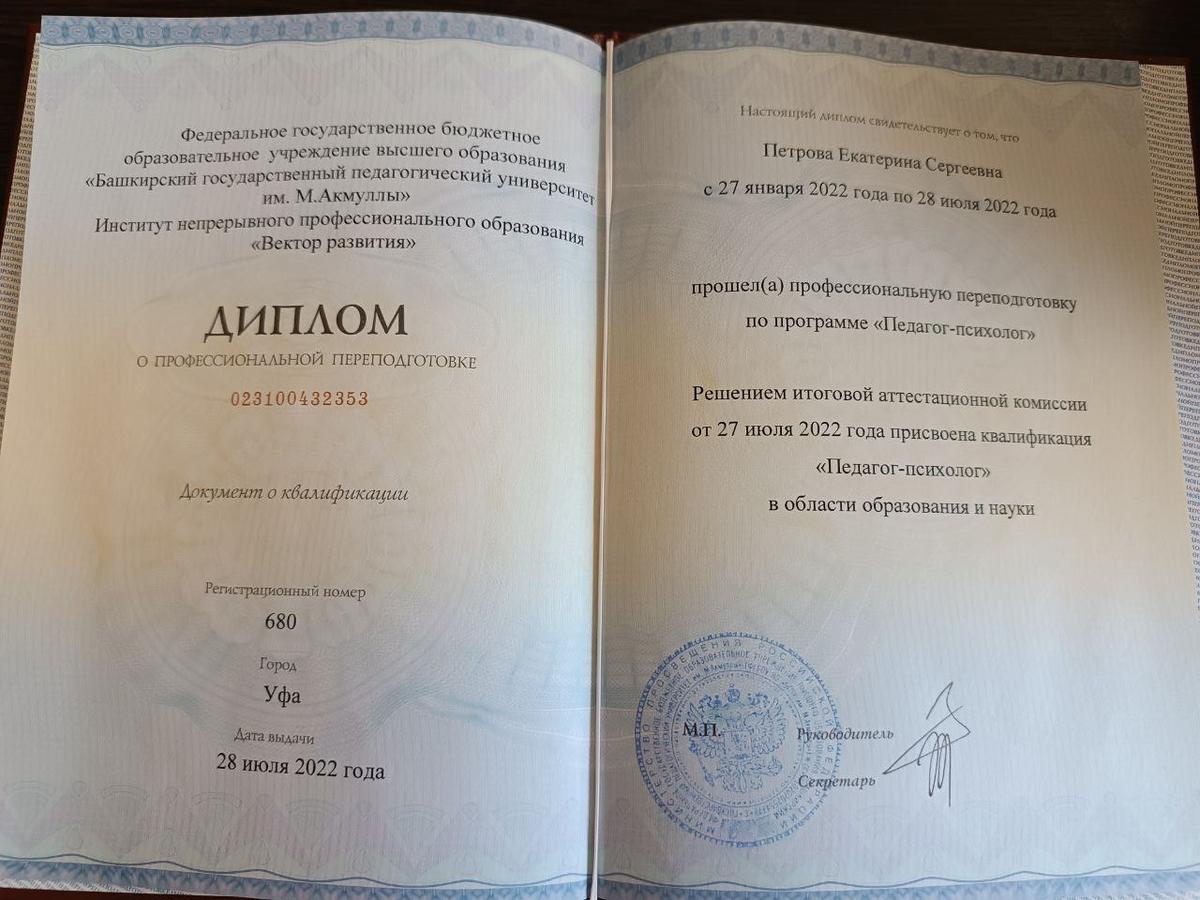 Федеральное государственное бюджетное
образовательное учреждение высшего образования
«Башкирский государственный педагогический университет
им. М.Акмуллы»
Институт непрерывного профессионального образования
«Вектор развития»
ДИПЛОМ
О ПРОФЕССИОНАЛЬНОЙ ПЕРЕПОДГОТОВКЕ
023100432353
Документ о квалификации
Регистрационный номер
680
Город
Уфа
Дата выдачи
28 июля 2022 года
Настоящий диплом свидетельствует о том, что
Петрова Екатерина Сергеевна
с 27 января 2022 года по 28 июля 2022 года
прошел(а) профессиональную переподготовку
по программе «Педагог-психолог»
Решением итоговой аттестационной комиссии
от 27 июля 2022 года присвоена квалификация
«Педагог-психолог»
в области образования и науки
МИНИСТЕРСТВО ПРОСВЕЩЕНИЯ РОССИЙСКОЙ ФЕДЕРАЦИИ
М.П.
Руководитель
Секретарь